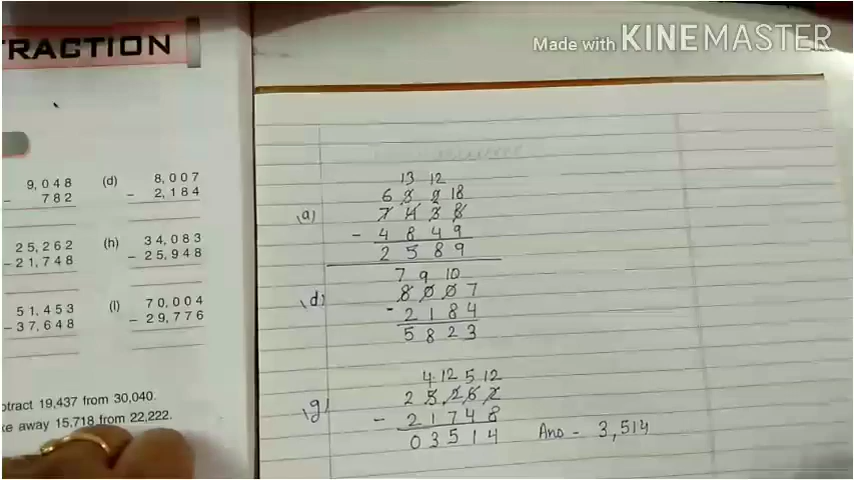 Made with KINEMASTER
TRACTION
9,048
- 782
(d) 8,007
- 2,184
25,262
-21,748
(h) 34,083
- 25,948
51,453
-37,648
(l) 70,004
- 29,776
btract 19,437 from 30,040.
ke away 15,718 from 22,222.
13 12
6 3 2 18
(a) 7 4 3 8
- 4 8 4 9
2 5 8 9
7 9 10
(d) 8 0 0 7
- 2 1 8 4
5 8 2 3
4 12 5 12
(g) 2 5 2 6 2
- 2 1 7 4 8
0 3 5 1 4 Ans - 3,514